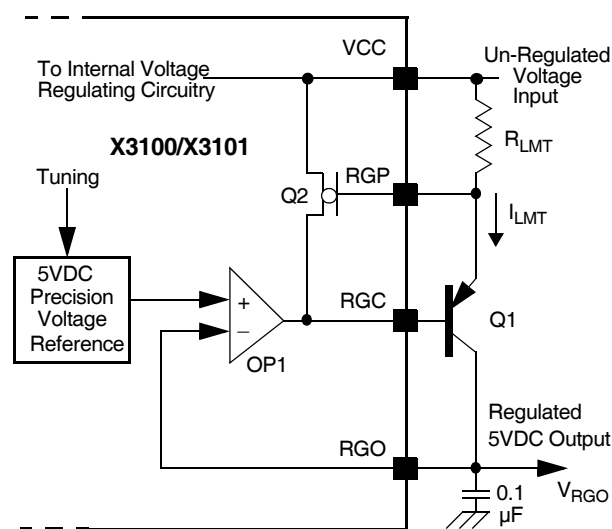 VCC
Un-Regulated
Voltage
Input
To Internal Voltage
Regulating Circuitry
X3100/X3101
RLMT
Tuning
RGP
Q2
ILMT
5VDC
Precision
Voltage
Reference
+
–
OP1
RGC
Q1
Regulated
5VDC Output
RGO
VRGO
0.1
µF